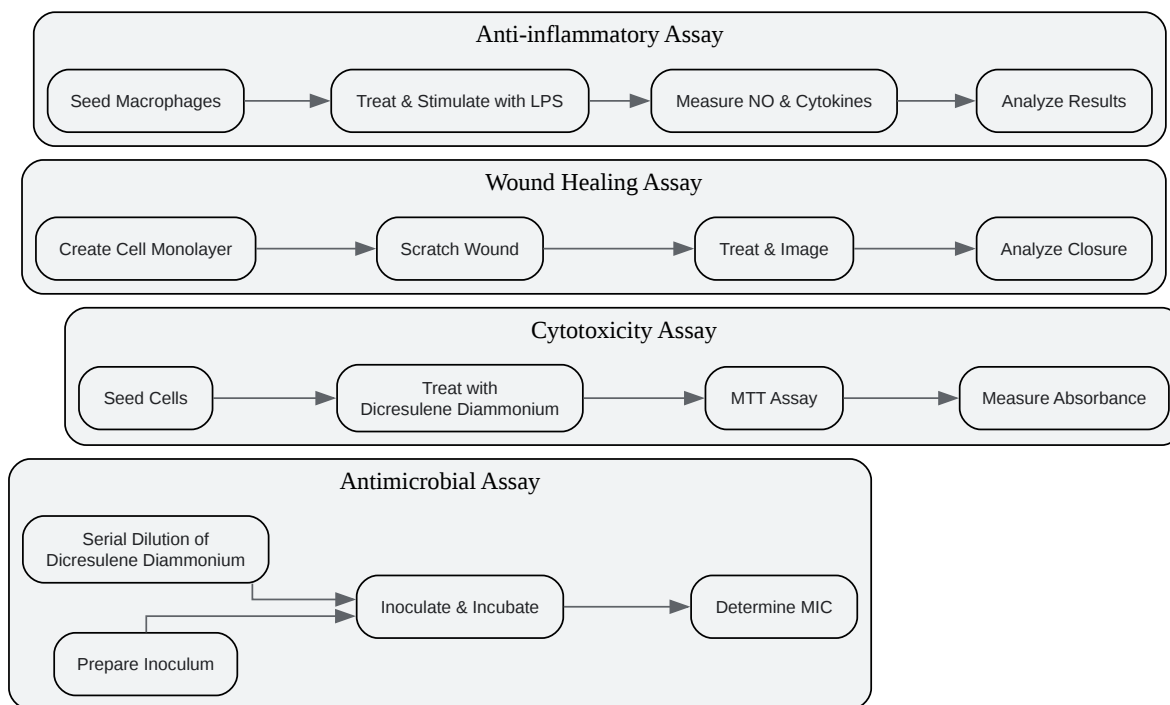 Anti-inflammatory Assay
Seed Macrophages
Treat & Stimulate with LPS
Measure NO & Cytokines
Analyze Results
Wound Healing Assay
Create Cell Monolayer
Scratch Wound
Treat & Image
Analyze Closure
Cytotoxicity Assay
Seed Cells
Treat with
Dicresulene Diammonium
MTT Assay
Measure Absorbance
Antimicrobial Assay
Serial Dilution of
Dicresulene Diammonium
Inoculate & Incubate
Determine MIC
Prepare Inoculum